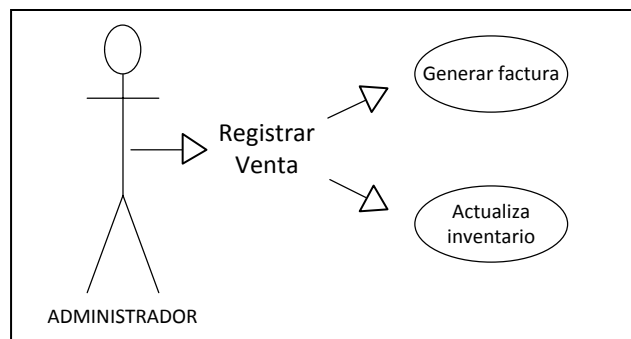 Generar factura
Registrar
Venta
Actualiza
inventario
ADMINISTRADOR